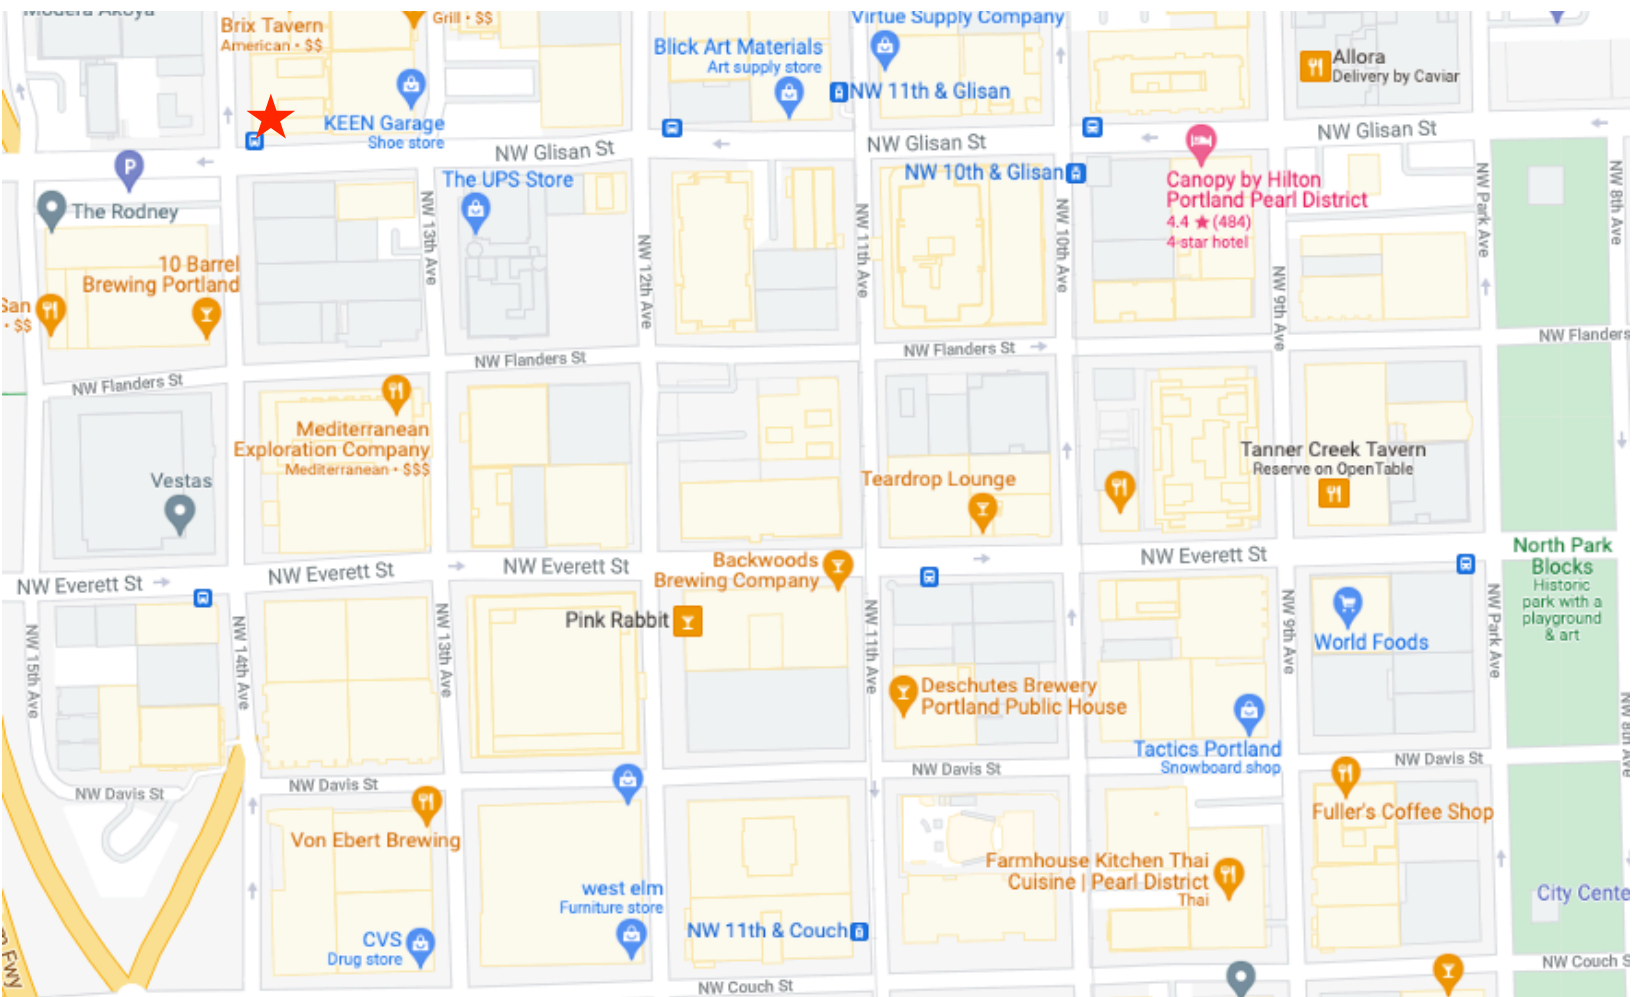 Modera Akoya
Brix Tavern
American • $$
Grill • $$
KEEN Garage
Shoe store
Blick Art Materials
Art supply store
Virtue Supply Company
NW 11th & Glisan
Allora
Delivery by Caviar
NW Glisan St
NW Glisan St
NW Glisan St
P
The Rodney
The UPS Store
NW 10th & Glisan
Canopy by Hilton
Portland Pearl District
4.4 ★ (484)
4-star hotel
NW 13th Ave
NW 12th Ave
NW 11th Ave
NW 10th Ave
NW 9th Ave
NW Park Ave
NW 8th Ave
10 Barrel
Brewing Portland
San
• $$
NW Flanders St
NW Flanders St
NW Flanders St
NW Flanders
Mediterranean
Exploration Company
Mediterranean • $$$
Vestas
Teardrop Lounge
Tanner Creek Tavern
Reserve on OpenTable
NW Everett St
NW Everett St
NW Everett St
NW Everett St
Backwoods
Brewing Company
Pink Rabbit
North Park
Blocks
Historic
park with a
playground
& art
World Foods
NW 15th Ave
NW 14th Ave
NW 13th Ave
NW 11th Ave
NW 9th Ave
NW Park Ave
NW 8th Ave
Deschutes Brewery
Portland Public House
Tactics Portland
Snowboard shop
NW Davis St
NW Davis St
NW Davis St
NW Davis St
Von Ebert Brewing
Fuller's Coffee Shop
Farmhouse Kitchen Thai
Cuisine | Pearl District
Thai
west elm
Furniture store
NW 11th & Couch
CVS
Drug store
City Cente
Fwy
NW Couch St
NW Couch S